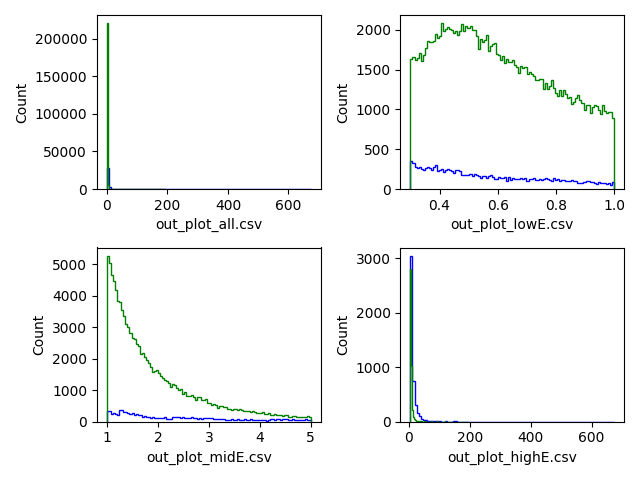 200000
150000
100000
50000
0
Count
0 200 400 600
out_plot_all.csv
2000
1500
1000
500
0
Count
0.4 0.6 0.8 1.0
out_plot_lowE.csv
5000
4000
3000
2000
1000
0
Count
1 2 3 4 5
out_plot_midE.csv
3000
2000
1000
0
Count
0 200 400 600
out_plot_highE.csv